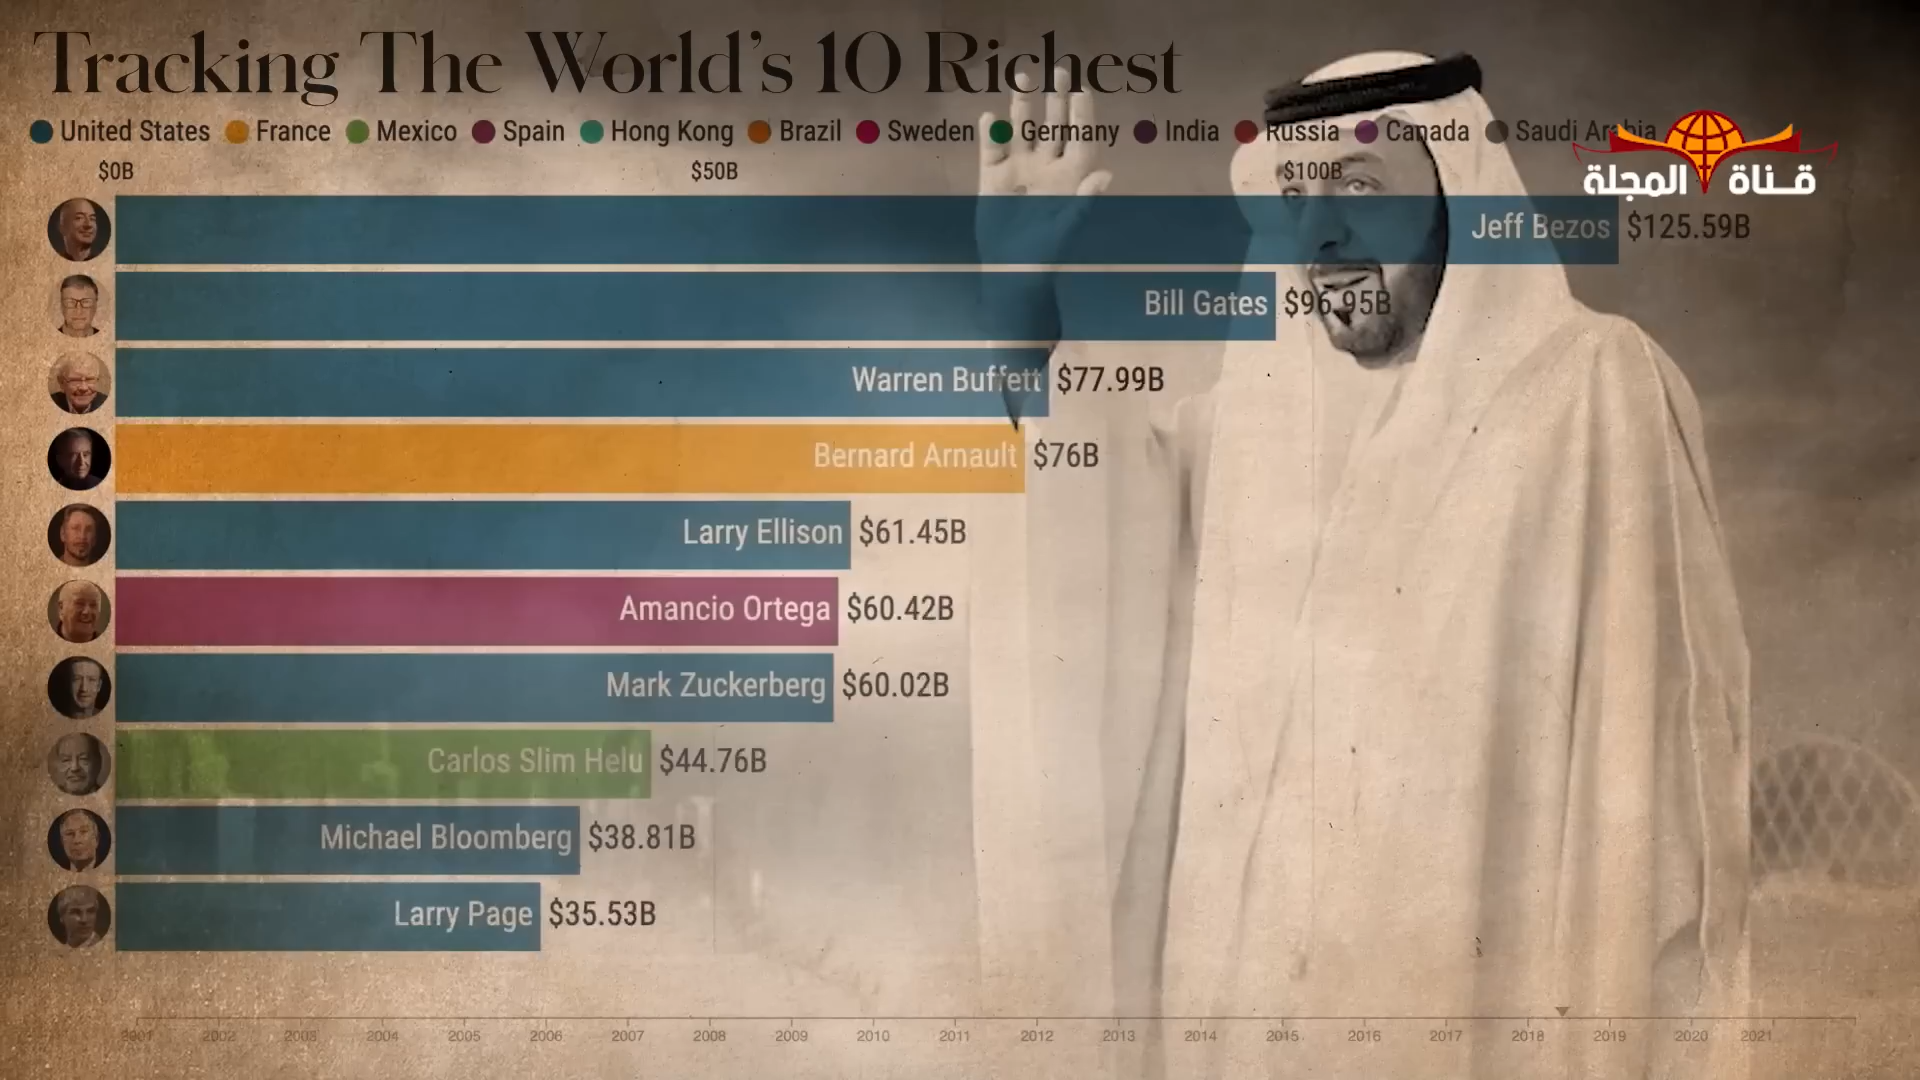 Tracking The World's 10 Richest
United States France Mexico Spain Hong Kong Brazil Sweden Germany India Russia Canada Saudi Arabia
$0B $50B $100B
قناة المجلة
Jeff Bezos $125.59B
Bill Gates $96.95B
Warren Buffett $77.99B
Bernard Arnault $76B
Larry Ellison $61.45B
Amancio Ortega $60.42B
Mark Zuckerberg $60.02B
Carlos Slim Helu $44.76B
Michael Bloomberg $38.81B
Larry Page $35.53B
2001 2002 2003 2004 2005 2006 2007 2008 2009 2010 2011 2012 2013 2014 2015 2016 2017 2018 2019 2020 2021